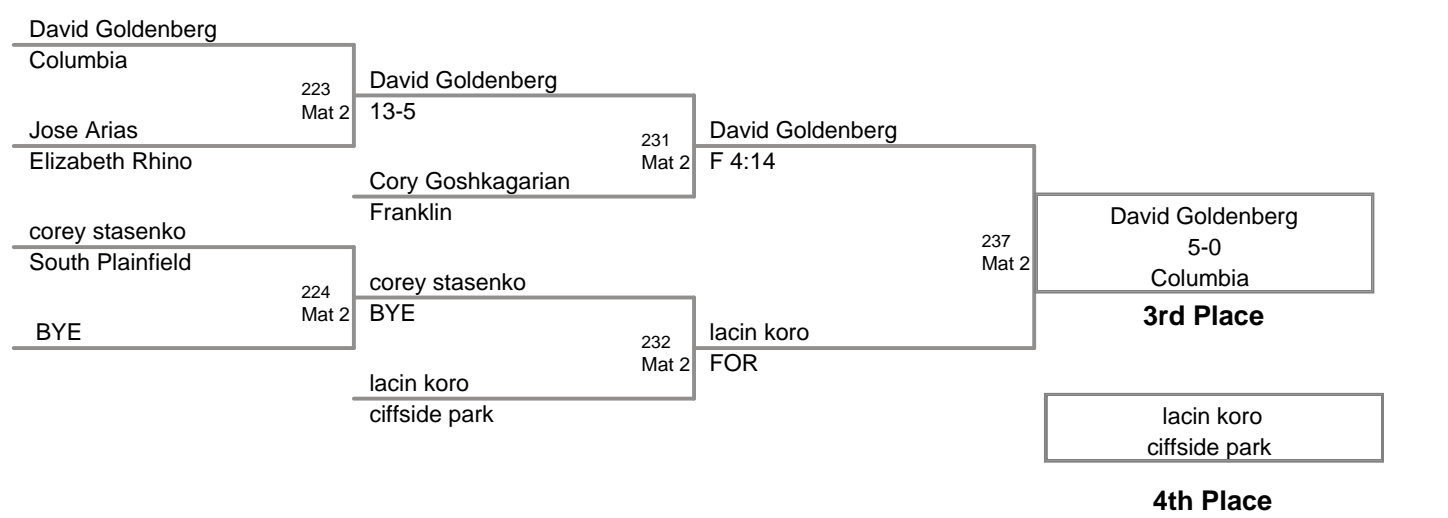 David Goldenberg
Columbia
223
Mat 2
Jose Arias
Elizabeth Rhino
David Goldenberg
13-5
231
Mat 2
Cory Goshkagarian
Franklin
David Goldenberg
F 4:14
corey stasenko
South Plainfield
224
Mat 2
BYE
corey stasenko
BYE
232
Mat 2
lacin koro
ciffside park
lacin koro
FOR
237
Mat 2
David Goldenberg
5-0
Columbia
3rd Place
lacin koro
ciffside park
4th Place